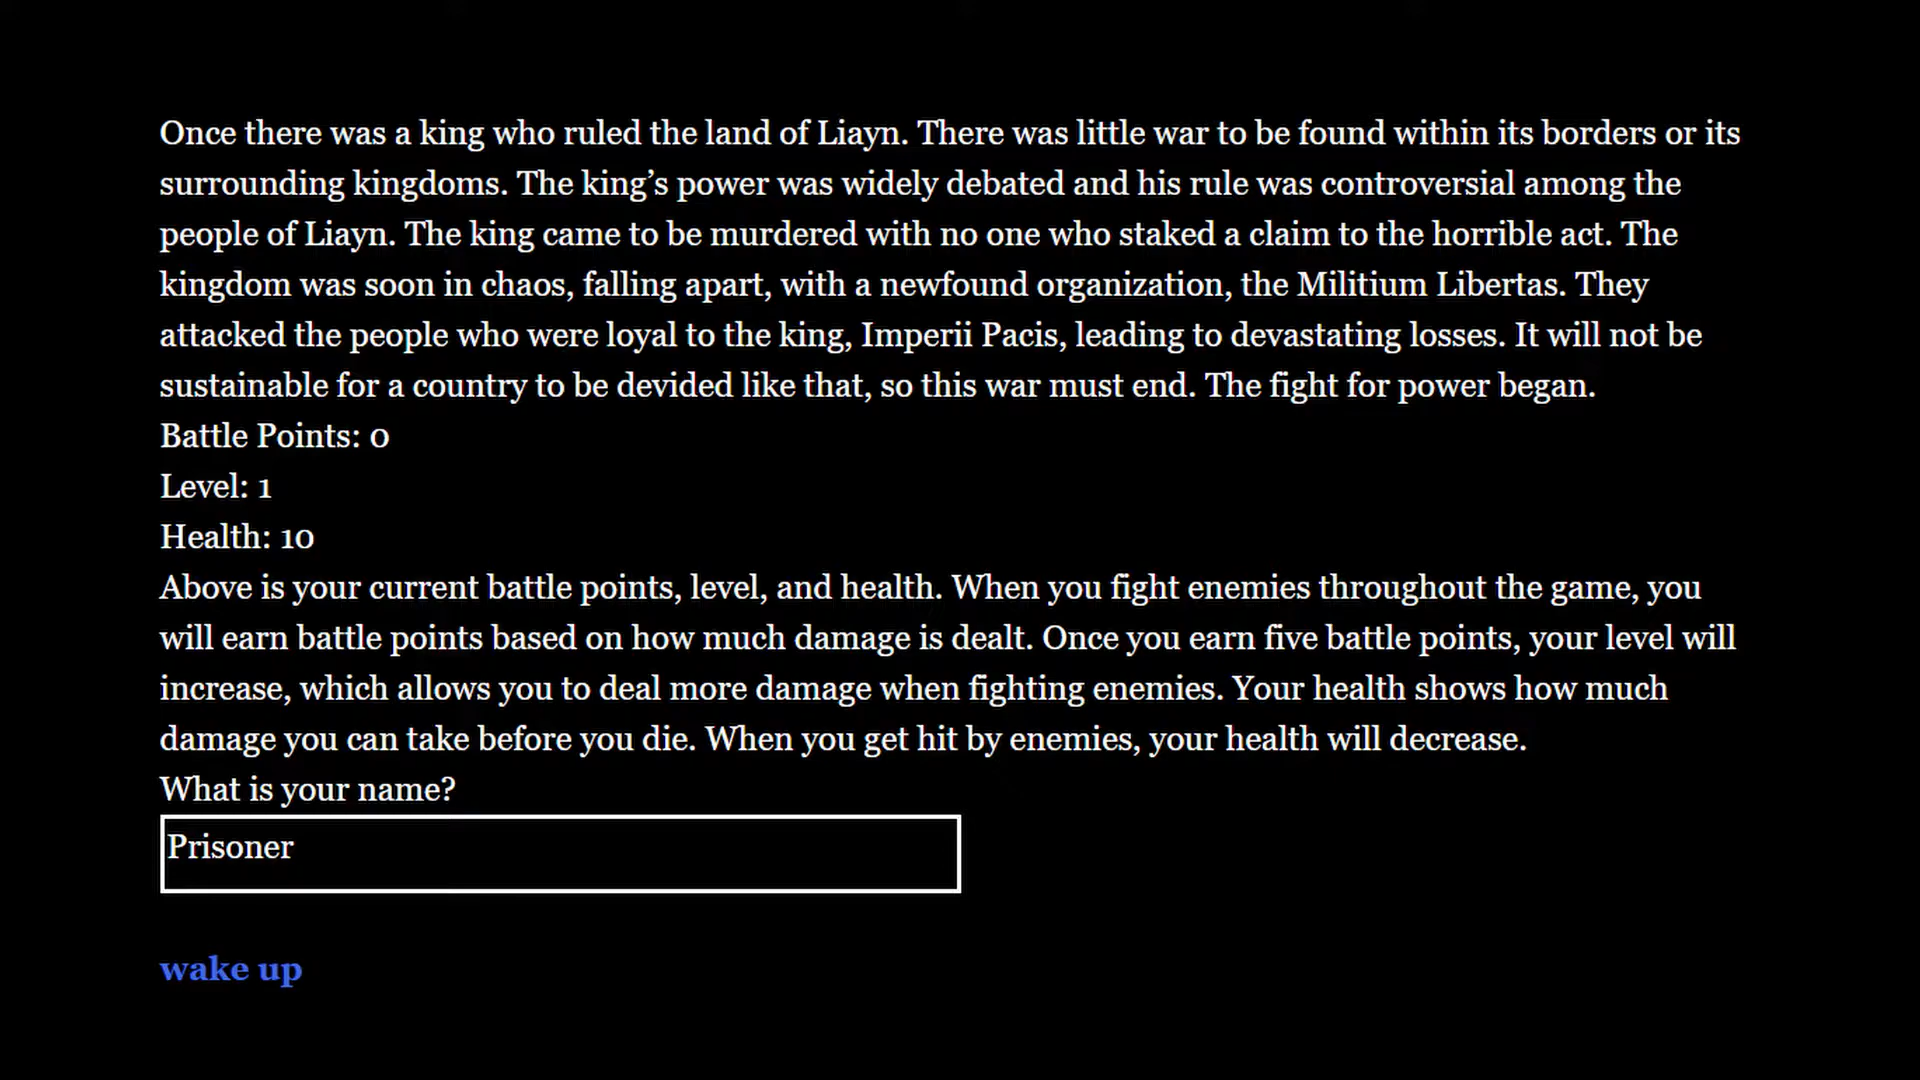 Once there was a king who ruled the land of Liayn. There was little war to be found within its borders or its
surrounding kingdoms. The king’s power was widely debated and his rule was controversial among the
people of Liayn. The king came to be murdered with no one who staked a claim to the horrible act. The
kingdom was soon in chaos, falling apart, with a newfound organization, the Militium Libertas. They
attacked the people who were loyal to the king, Imperii Pacis, leading to devastating losses. It will not be
sustainable for a country to be devided like that, so this war must end. The fight for power began.
Battle Points: 0
Level: 1
Health: 10
Above is your current battle points, level, and health. When you fight enemies throughout the game, you
will earn battle points based on how much damage is dealt. Once you earn five battle points, your level will
increase, which allows you to deal more damage when fighting enemies. Your health shows how much
damage you can take before you die. When you get hit by enemies, your health will decrease.
What is your name?
Prisoner
wake up